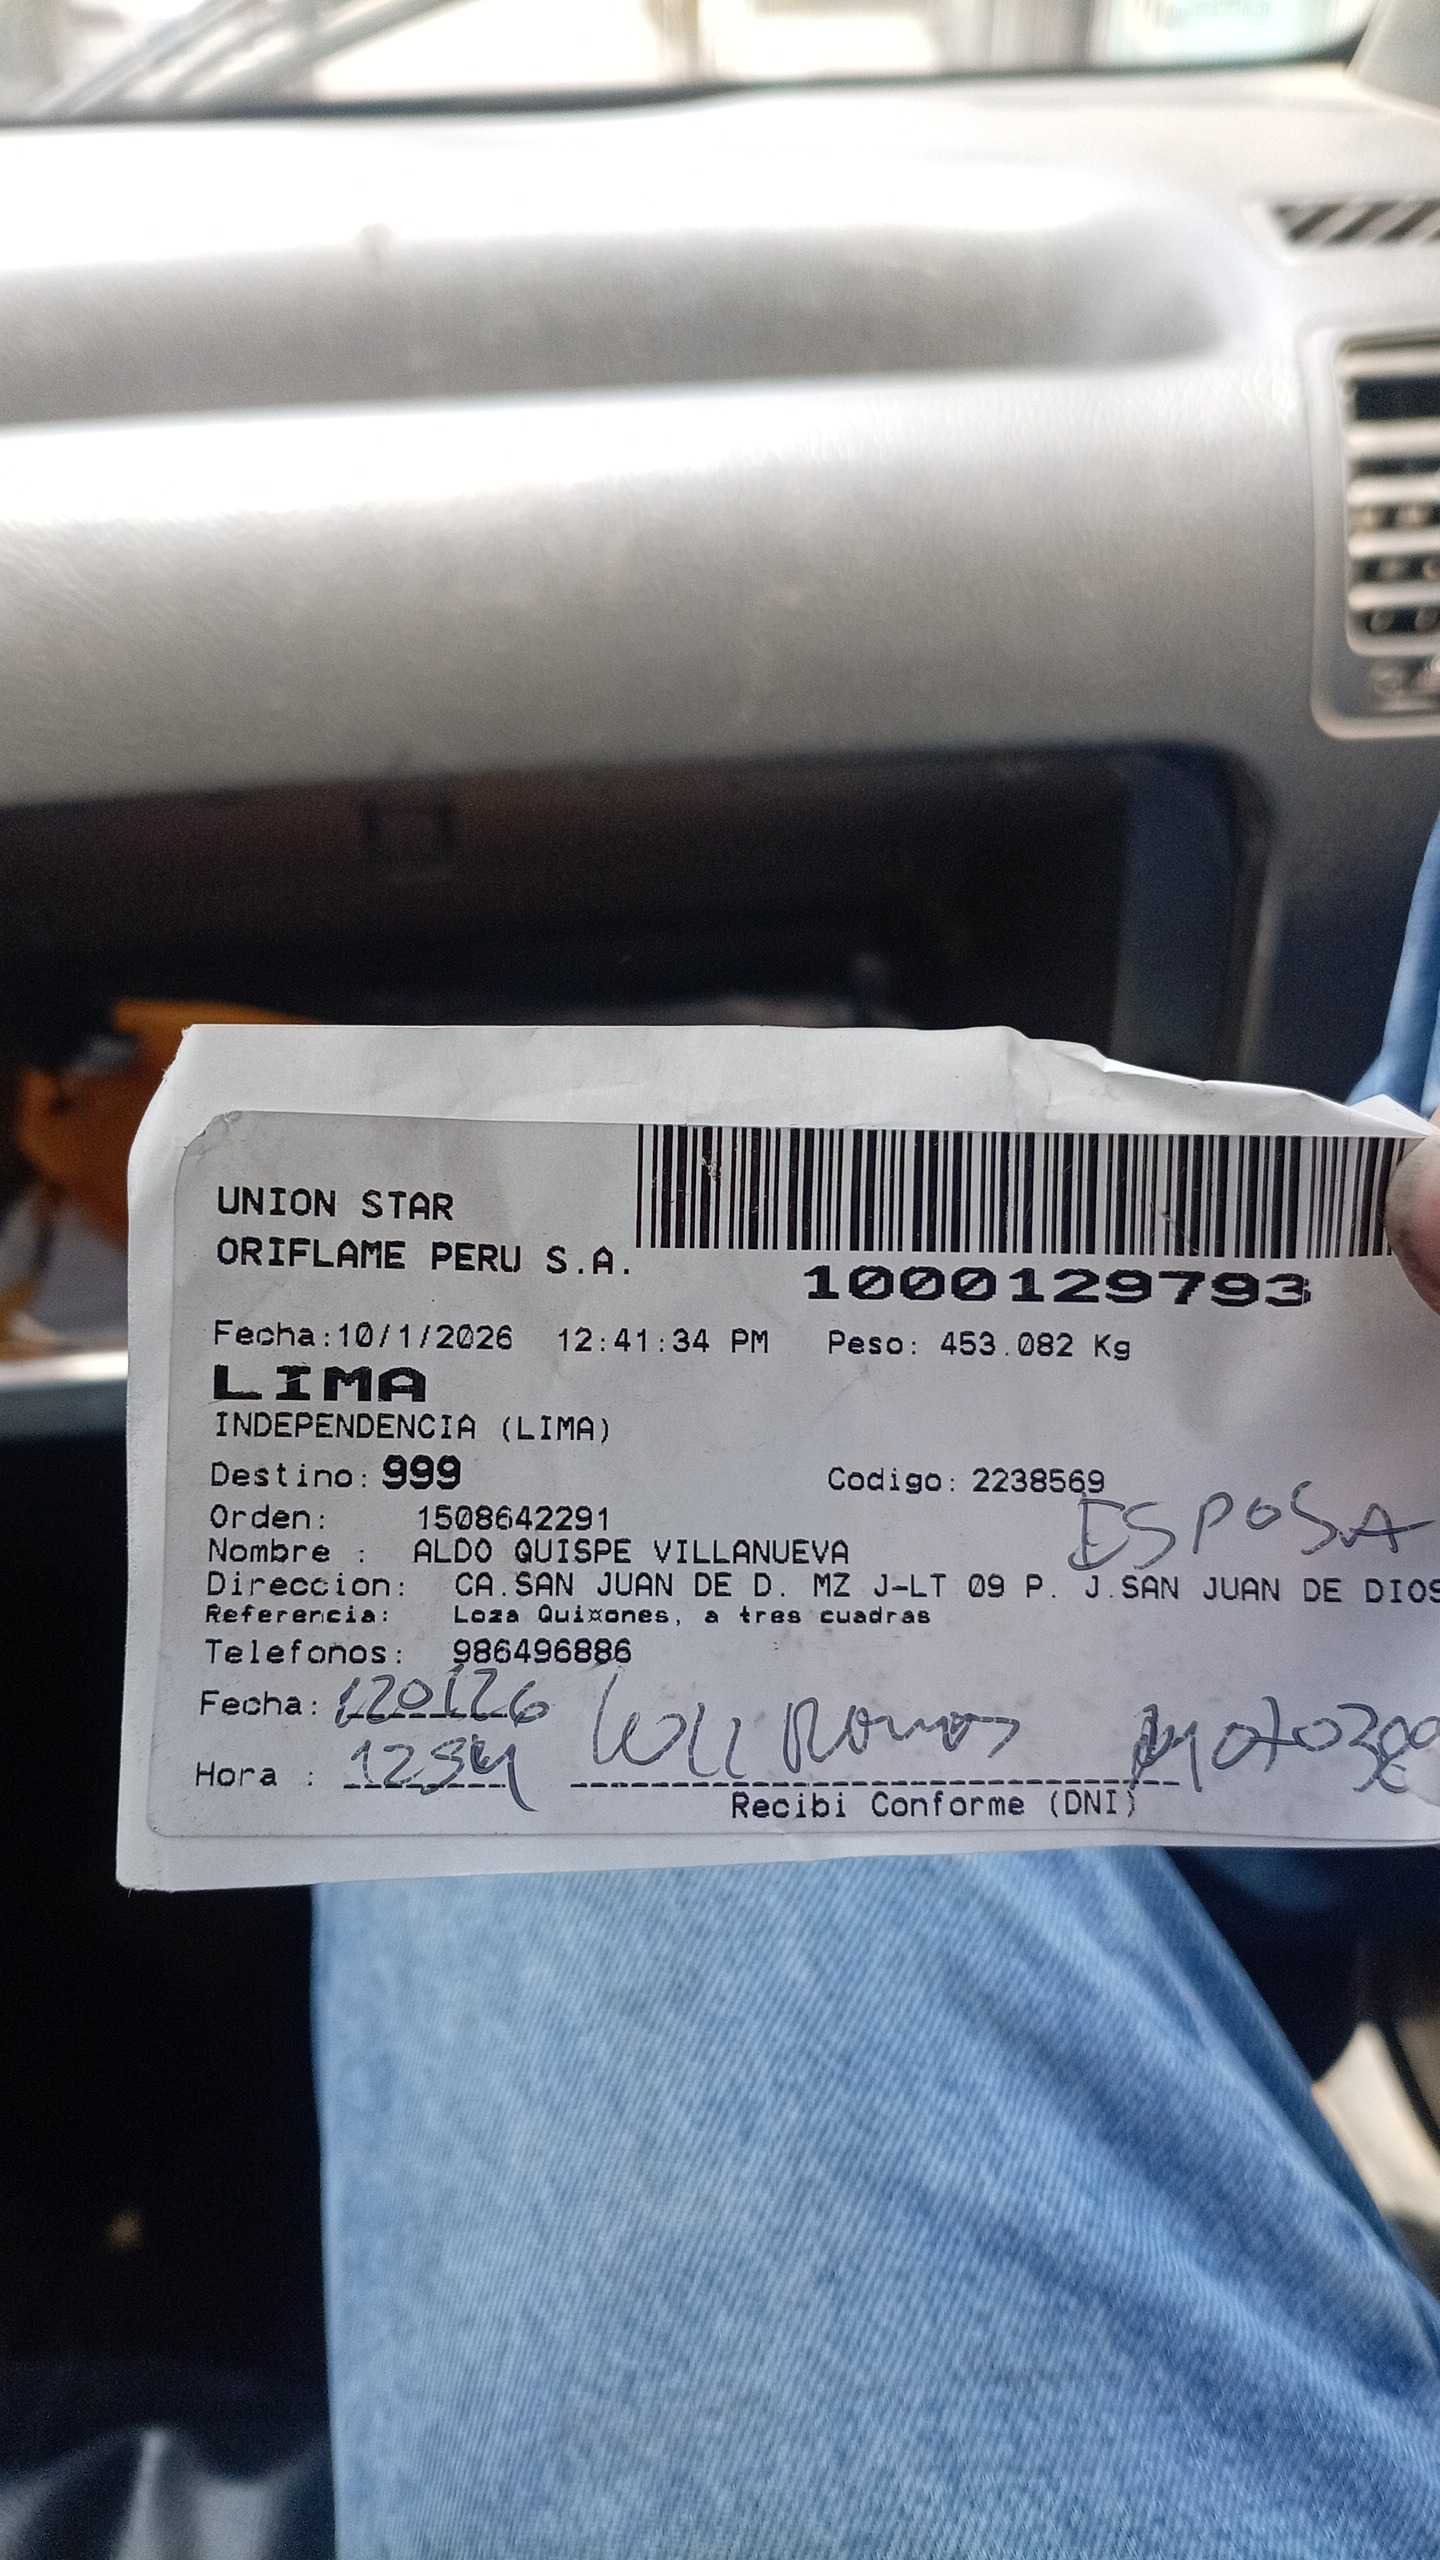 UNION STAR
ORIFLAME PERU S.A.
1000129793
Fecha:10/1/2026 12:41:34 PM Peso: 453.082 Kg
LIMA
INDEPENDENCIA (LIMA)
Destino: 999 Codigo: 2238569
Orden: 1508642291
ESPOSA
Nombre : ALDO QUISPE VILLANUEVA
Direccion: CA.SAN JUAN DE D. MZ J-LT 09 P. J.SAN JUAN DE DIOS
Referencia: Loza Quiñones, a tres cuadras
Telefonos: 986496886
Fecha: 120126
Hora : 1234
Recibi Conforme (DNI)